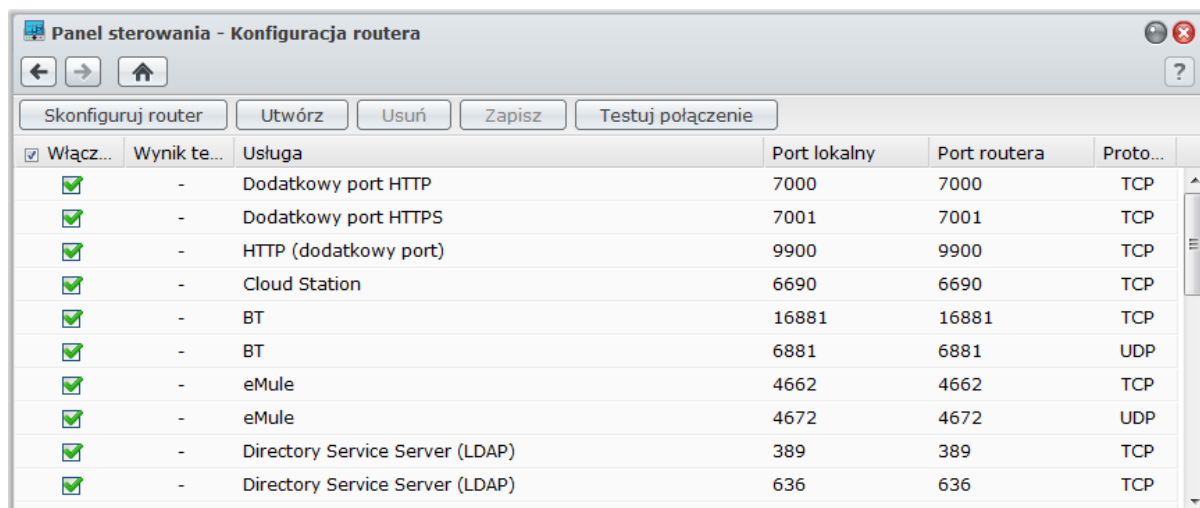 Panel sterowania - Konfiguracja routera
?
Skonfiguruj router Utwórz Usuń Zapisz Testuj połączenie
Włącz... Wynik te... Usługa Port lokalny Port routera Proto...
- Dodatkowy port HTTP 7000 7000 TCP
- Dodatkowy port HTTPS 7001 7001 TCP
- HTTP (dodatkowy port) 9900 9900 TCP
- Cloud Station 6690 6690 TCP
- BT 16881 16881 TCP
- BT 6881 6881 UDP
- eMule 4662 4662 TCP
- eMule 4672 4672 UDP
- Directory Service Server (LDAP) 389 389 TCP
- Directory Service Server (LDAP) 636 636 TCP